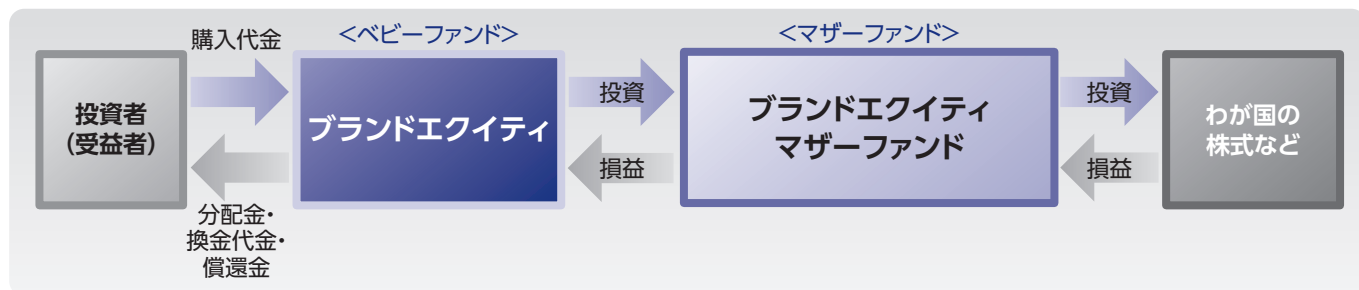 購入代金
<ベビーファンド>
<マザーファンド>
投資者
(受益者)
ブランドエクイティ
投資
損益
ブランドエクイティ
マザーファンド
投資
損益
わが国の
株式など
分配金・
換金代金・
償還金